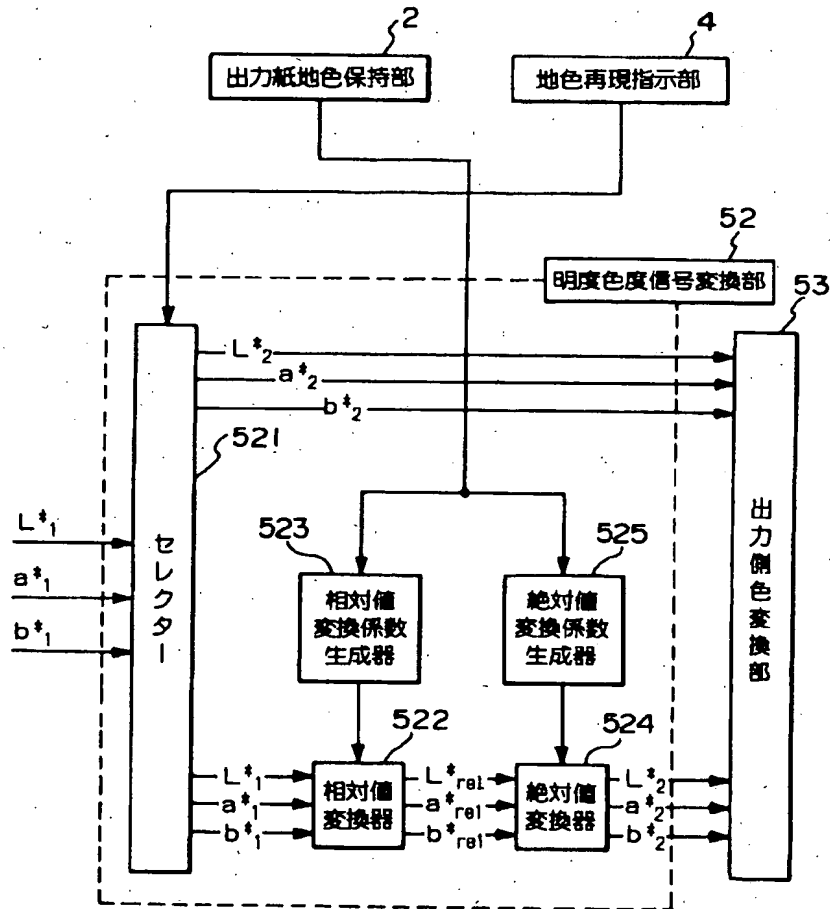 2
4
出力紙地色保持部
地色再現指示部
52
明度色度信号変換部
53
L*2
a*2
b*2
521
L*1
a*1
b*1
セレクター
523
525
相対値
変換係数
生成器
絶対値
変換係数
生成器
出力側色変換部
522
524
L*1
a*1
b*1
相対値
変換器
L*rel
a*rel
b*rel
絶対値
変換器
L*2
a*2
b*2